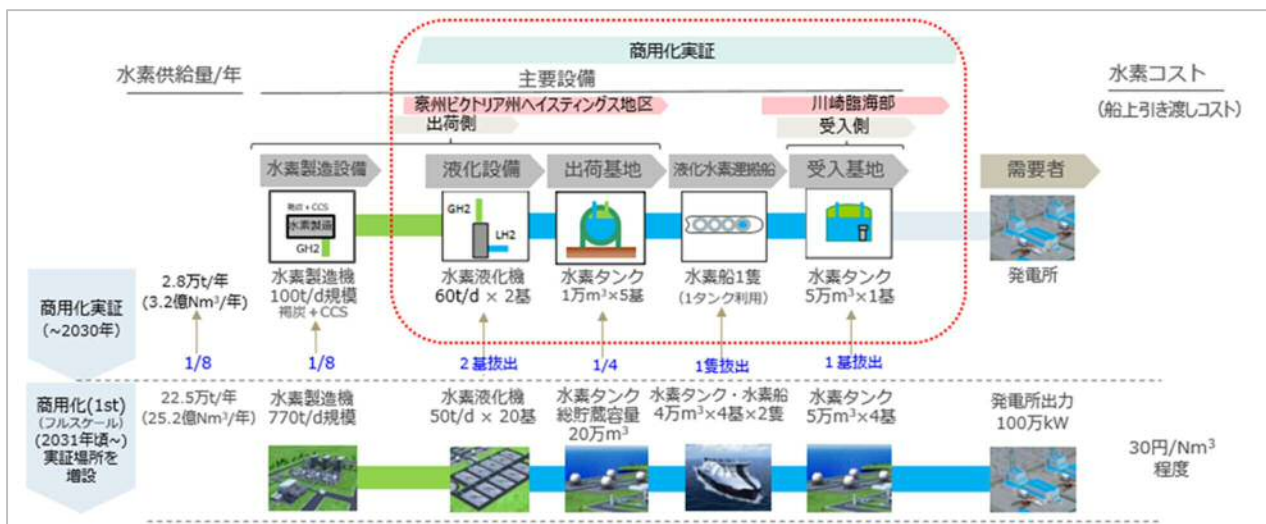 商用化実証
水素供給量/年
主要設備
水素コスト
(船上引き渡しコスト)
豪州ビクトリア州ヘイスティングス地区
川崎臨海部
出荷側
受入側
水素製造設備
液化設備
出荷基地
液化水素運搬船
受入基地
需要者
褐炭+CCS
水素製造
GH2
GH2
LH2
商用化実証
(~2030年)
2.8万t/年
(3.2億Nm³/年)
水素製造機
100t/d規模
褐炭+CCS
水素液化機
60t/d × 2基
水素タンク
1万m³×5基
水素船1隻
(1タンク利用)
水素タンク
5万m³×1基
発電所
1/8
1/8
2基抜出
1/4
1隻抜出
1基抜出
商用化(1st)
(フルスケール)
(2031年頃~)
実証場所を
増設
22.5万t/年
(25.2億Nm³/年)
水素製造機
770t/d規模
水素液化機
50t/d × 20基
水素タンク
総貯蔵容量
20万m³
水素タンク・水素船
4万m³×4基×2隻
水素タンク
5万m³×4基
発電所出力
100万kW
30円/Nm³
程度